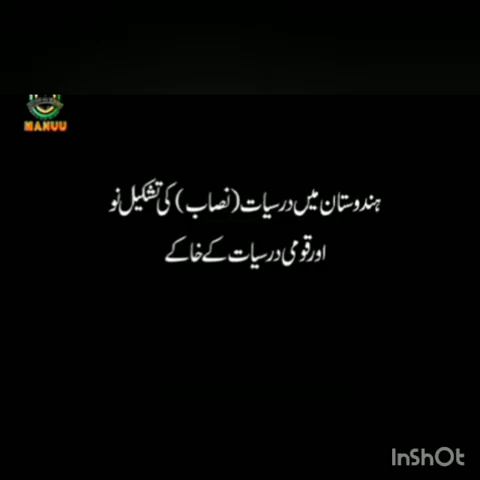 MANUU
ہندوستان میں درسیات (نصاب) کی تشکیل نو
اور قومی درسیات کے خاکے
InShOt